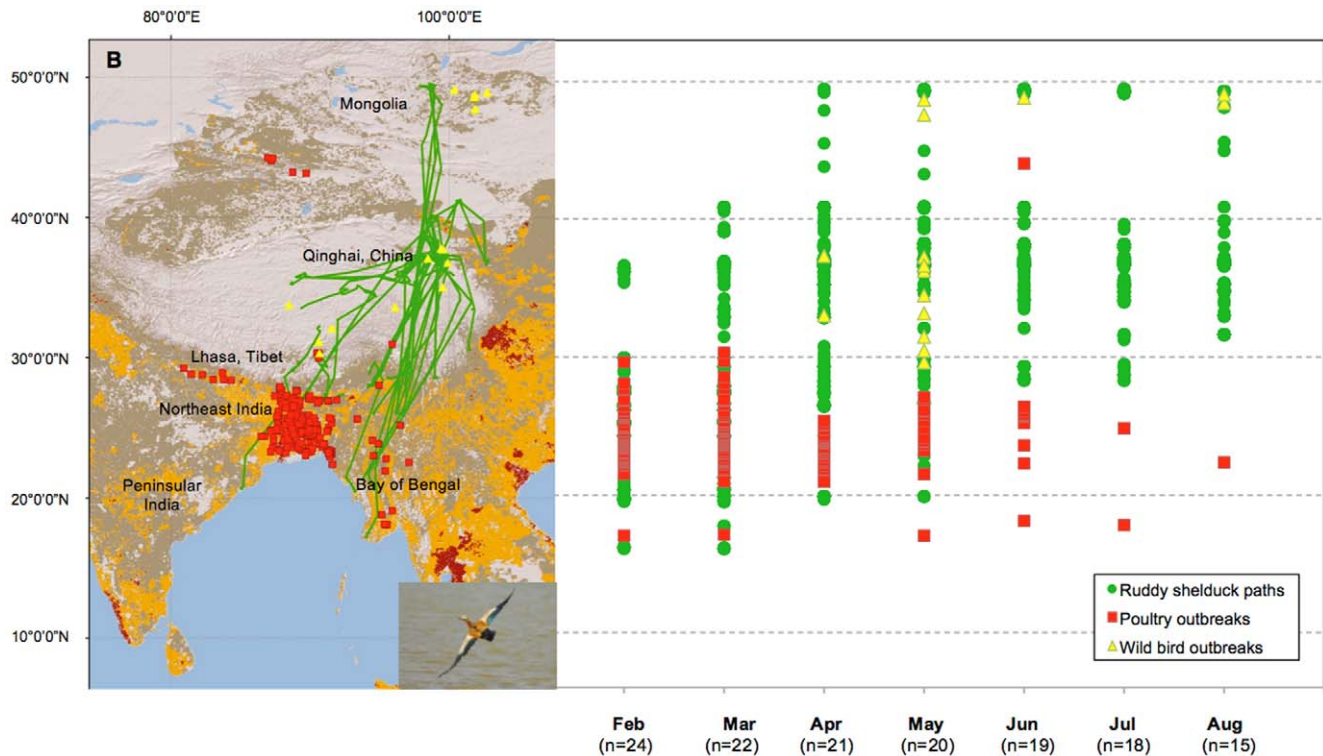 80°0'0"E
100°0'0"E
B
50°0'0"N
Mongolia
40°0'0"N
Qinghai, China
30°0'0"N
Lhasa, Tibet
Northeast India
20°0'0"N
Peninsular
India
Bay of Bengal
10°0'0"N
Ruddy shelduck paths
Poultry outbreaks
Wild bird outbreaks
Feb Mar Apr May Jun Jul Aug
(n=24) (n=22) (n=21) (n=20) (n=19) (n=18) (n=15)